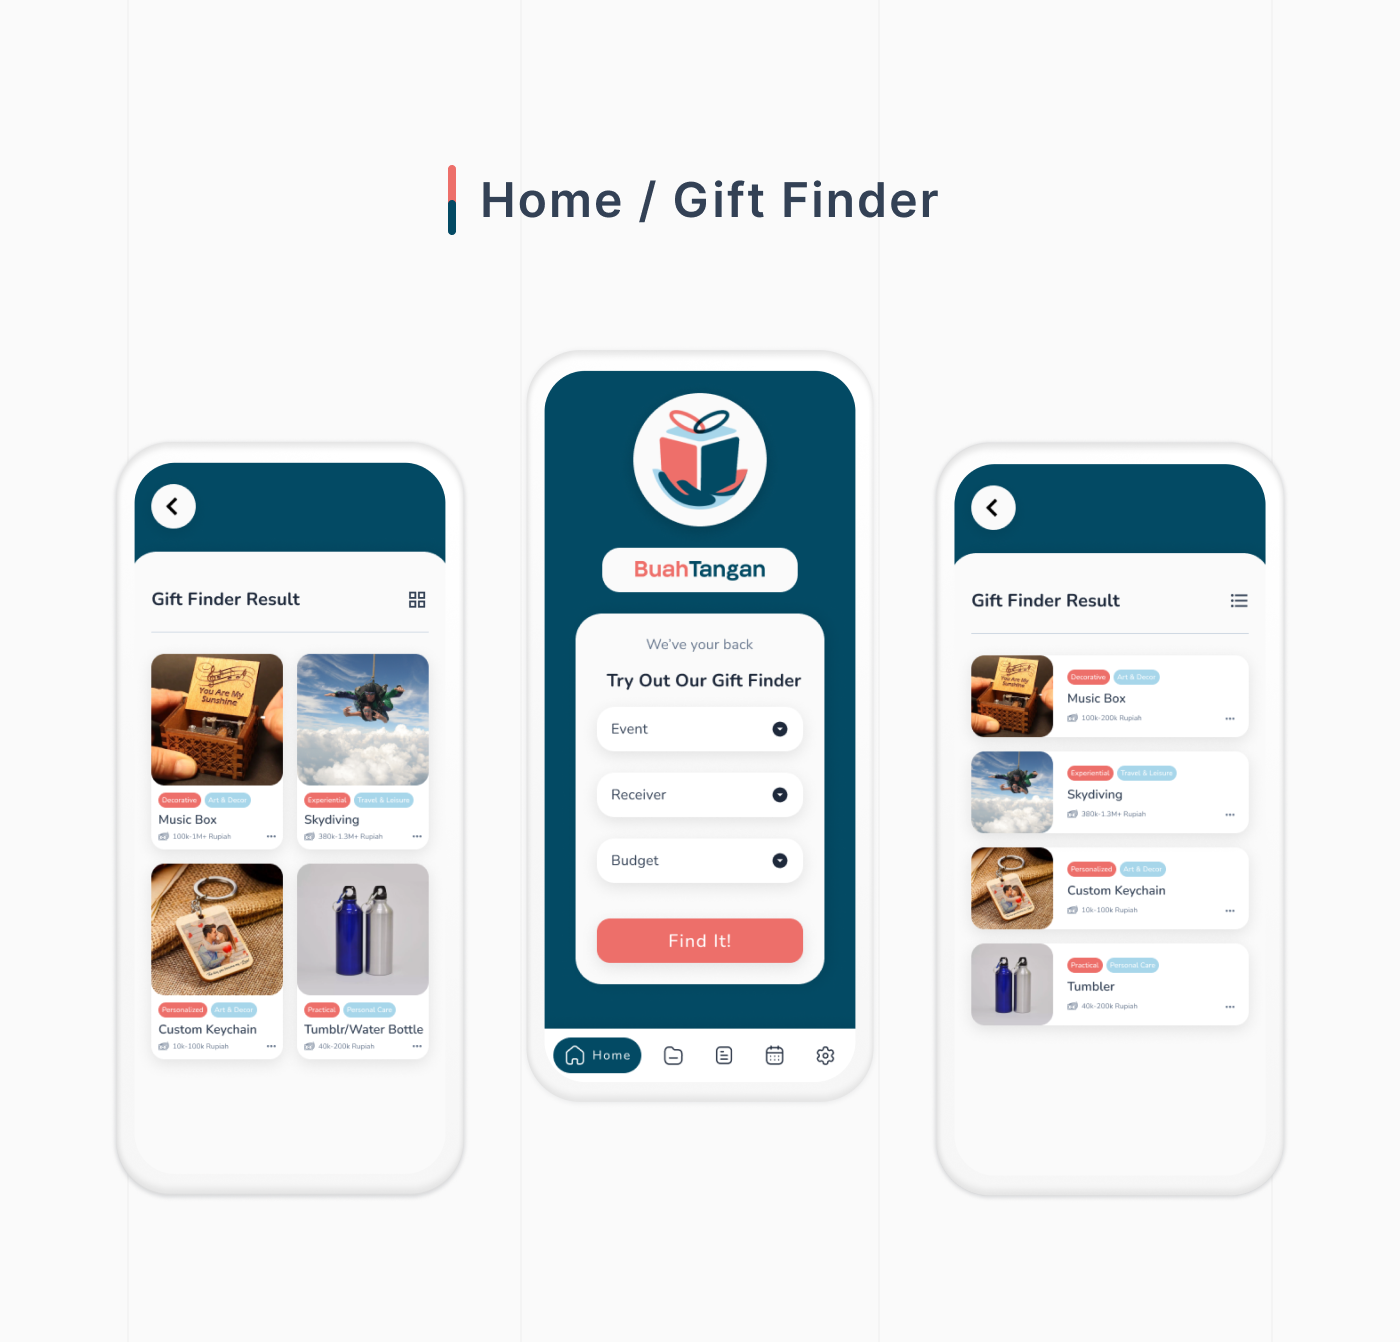 Home / Gift Finder
Gift Finder Result
You Are My
Sunshine
Decorative Art & Decor
Music Box
100k-1M+ Rupiah
Experiential Travel & Leisure
Skydiving
380k-1.3M+ Rupiah
Personalized Art & Decor
Custom Keychain
10k-100k Rupiah
Practical Personal Care
Tumblr/Water Bottle
40k-200k Rupiah
BuahTangan
We've your back
Try Out Our Gift Finder
Event
Receiver
Budget
Find It!
Home
Gift Finder Result
You Are My
Sunshine
Decorative Art & Decor
Music Box
100k-200k Rupiah
Experiential Travel & Leisure
Skydiving
380k-1.3M+ Rupiah
Personalized Art & Decor
Custom Keychain
10k-100k Rupiah
Practical Personal Care
Tumbler
40k-200k Rupiah